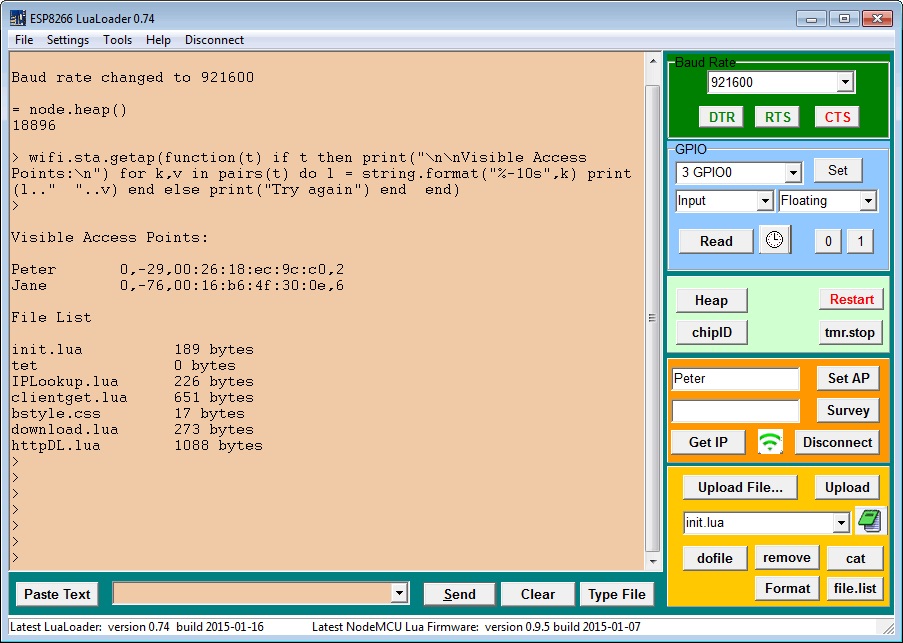 ESP8266 LuaLoader 0.74
File Settings Tools Help Disconnect
Baud rate changed to 921600
= node.heap()
18896
> wifi.sta.getap(function(t) if t then print("\n\nVisible Access
Points:\n") for k,v in pairs(t) do l = string.format("%-10s",k) print
(l.."  "..v) end else print("Try again") end  end)
>
Visible Access Points:
Peter 0,-29,00:26:18:ec:9c:c0,2
Jane 0,-76,00:16:b6:4f:30:0e,6
File List
init.lua 189 bytes
tet 0 bytes
IPLookup.lua 226 bytes
clientget.lua 651 bytes
bstyle.css 17 bytes
download.lua 273 bytes
httpDL.lua 1088 bytes
>
>
>
>
>
>
>
Baud Rate
921600
DTR RTS CTS
GPIO
3 GPIO0 Set
Input Floating
Read 0 1
Heap Restart
chipID tmr.stop
Peter Set AP
Survey
Get IP Disconnect
Upload File... Upload
init.lua
dofile remove cat
Format file.list
Paste Text Send Clear Type File
Latest LuaLoader: version 0.74 build 2015-01-16 Latest NodeMCU Lua Firmware: version 0.9.5 build 2015-01-07